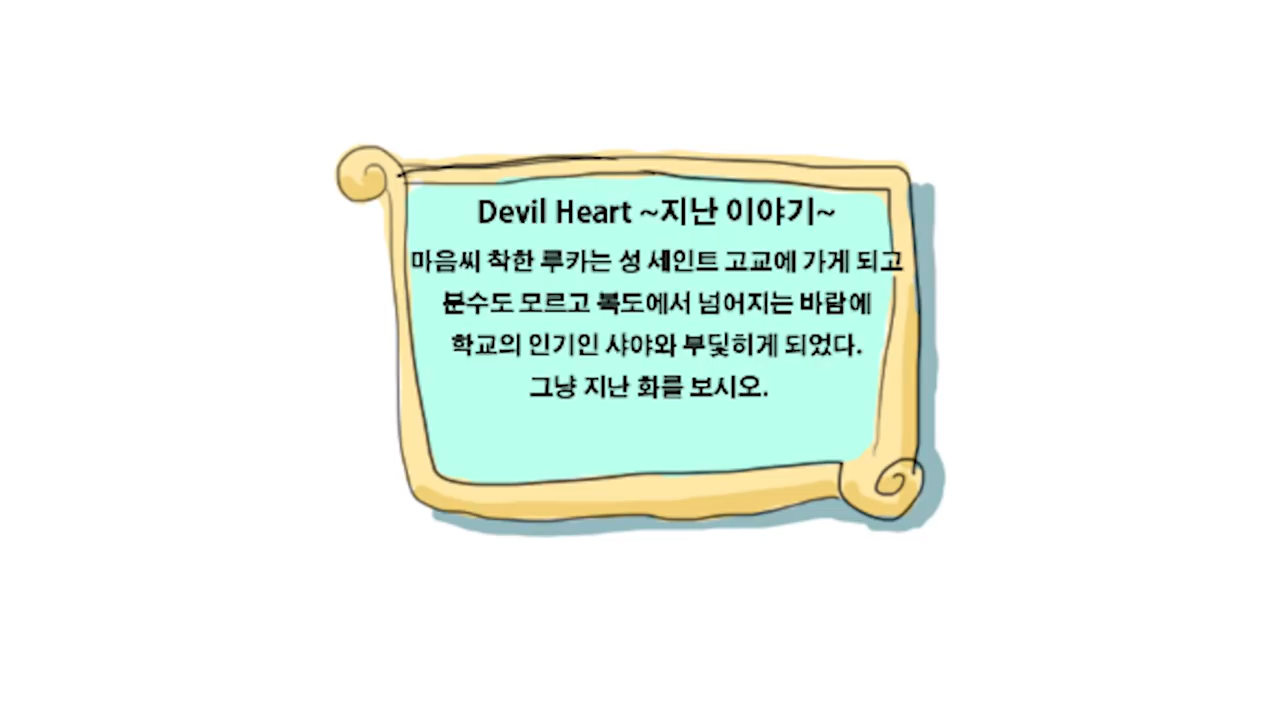 Devil Heart ~지난 이야기~
마음씨 착한 루카는 성 세인트 고교에 가게 되고
분수도 모르고 복도에서 넘어지는 바람에
학교의 인기인 샤야와 부딫히게 되었다.
그냥 지난 화를 보시오.